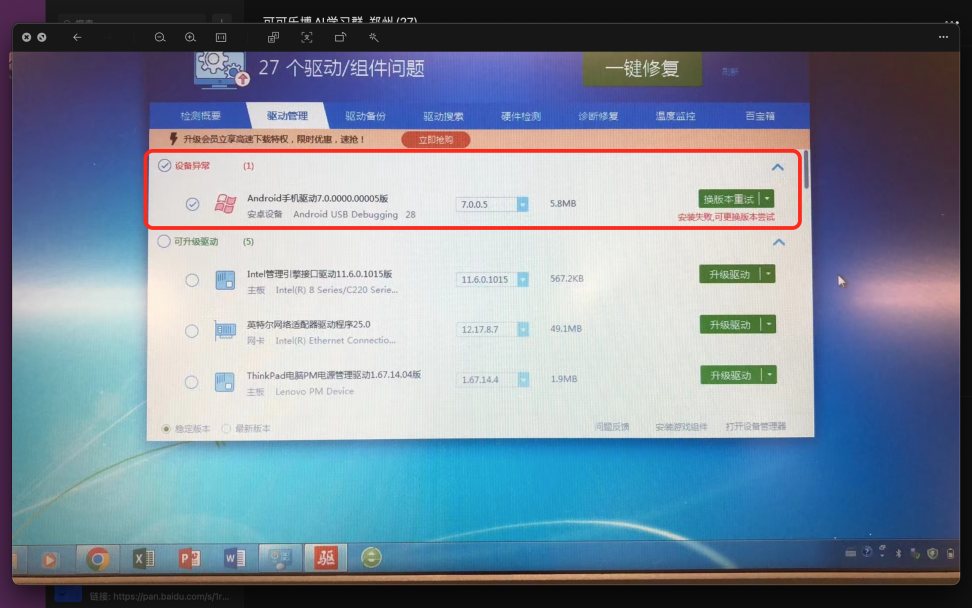 可可乐博AI学习群-郑州(27)
27 个驱动/组件问题
一键修复
刷新
检测概要
驱动管理
驱动备份
驱动搜索
硬件检测
诊断修复
温度监控
百宝箱
升级会员立享高速下载特权，限时优惠，速抢！
立即抢购
设备异常 (1)
Android手机驱动7.0.0000.00005版
7.0.0.5
5.8MB
换版本重试
安卓设备 Android USB Debugging 28
安装失败,可更换版本尝试
可升级驱动 (5)
Intel管理引擎接口驱动11.6.0.1015版
11.6.0.1015
567.2KB
升级驱动
主板 Intel(R) 8 Series/C220 Serie...
英特尔网络适配器驱动程序25.0
12.17.8.7
49.1MB
升级驱动
网卡 Intel(R) Ethernet Connectio...
ThinkPad电脑PM电源管理驱动1.67.14.04版
1.67.14.4
1.9MB
升级驱动
主板 Lenovo PM Device
稳定版本
最新版本
问题反馈
安装游戏组件
打开设备管理器
驱
链接: https://pan.baidu.com/s/1r...